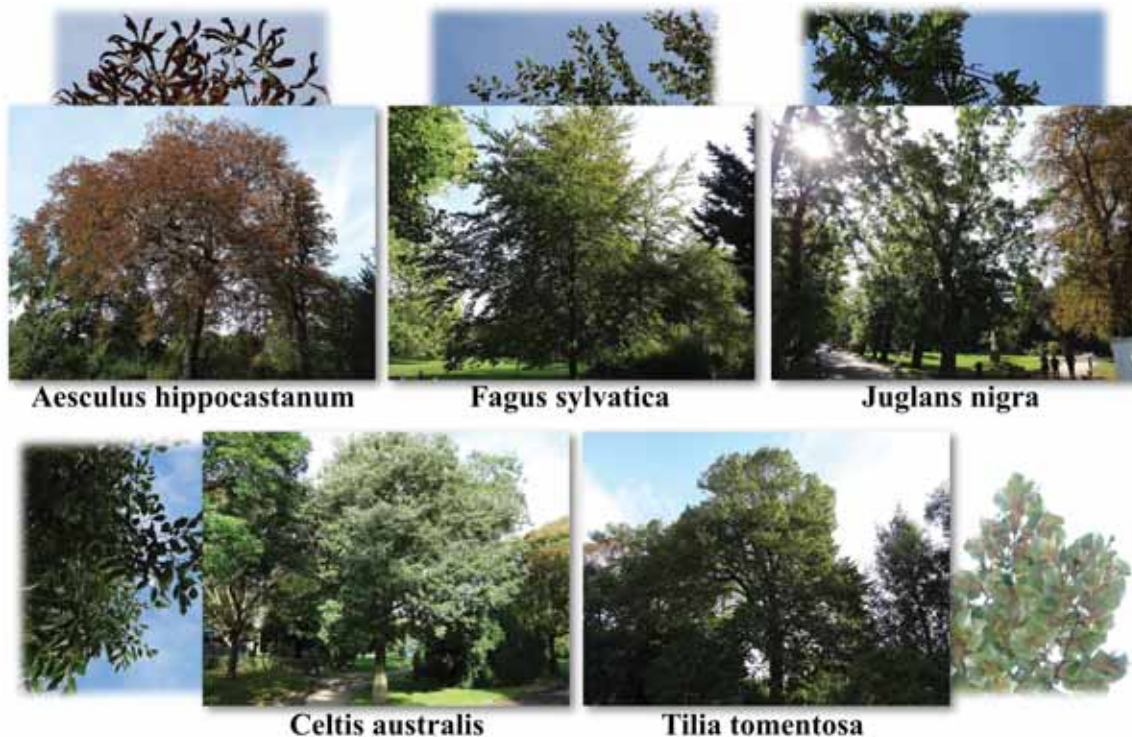 Aesculus hippocastanum
Fagus sylvatica
Juglans nigra
Celtis australis
Tilia tomentosa